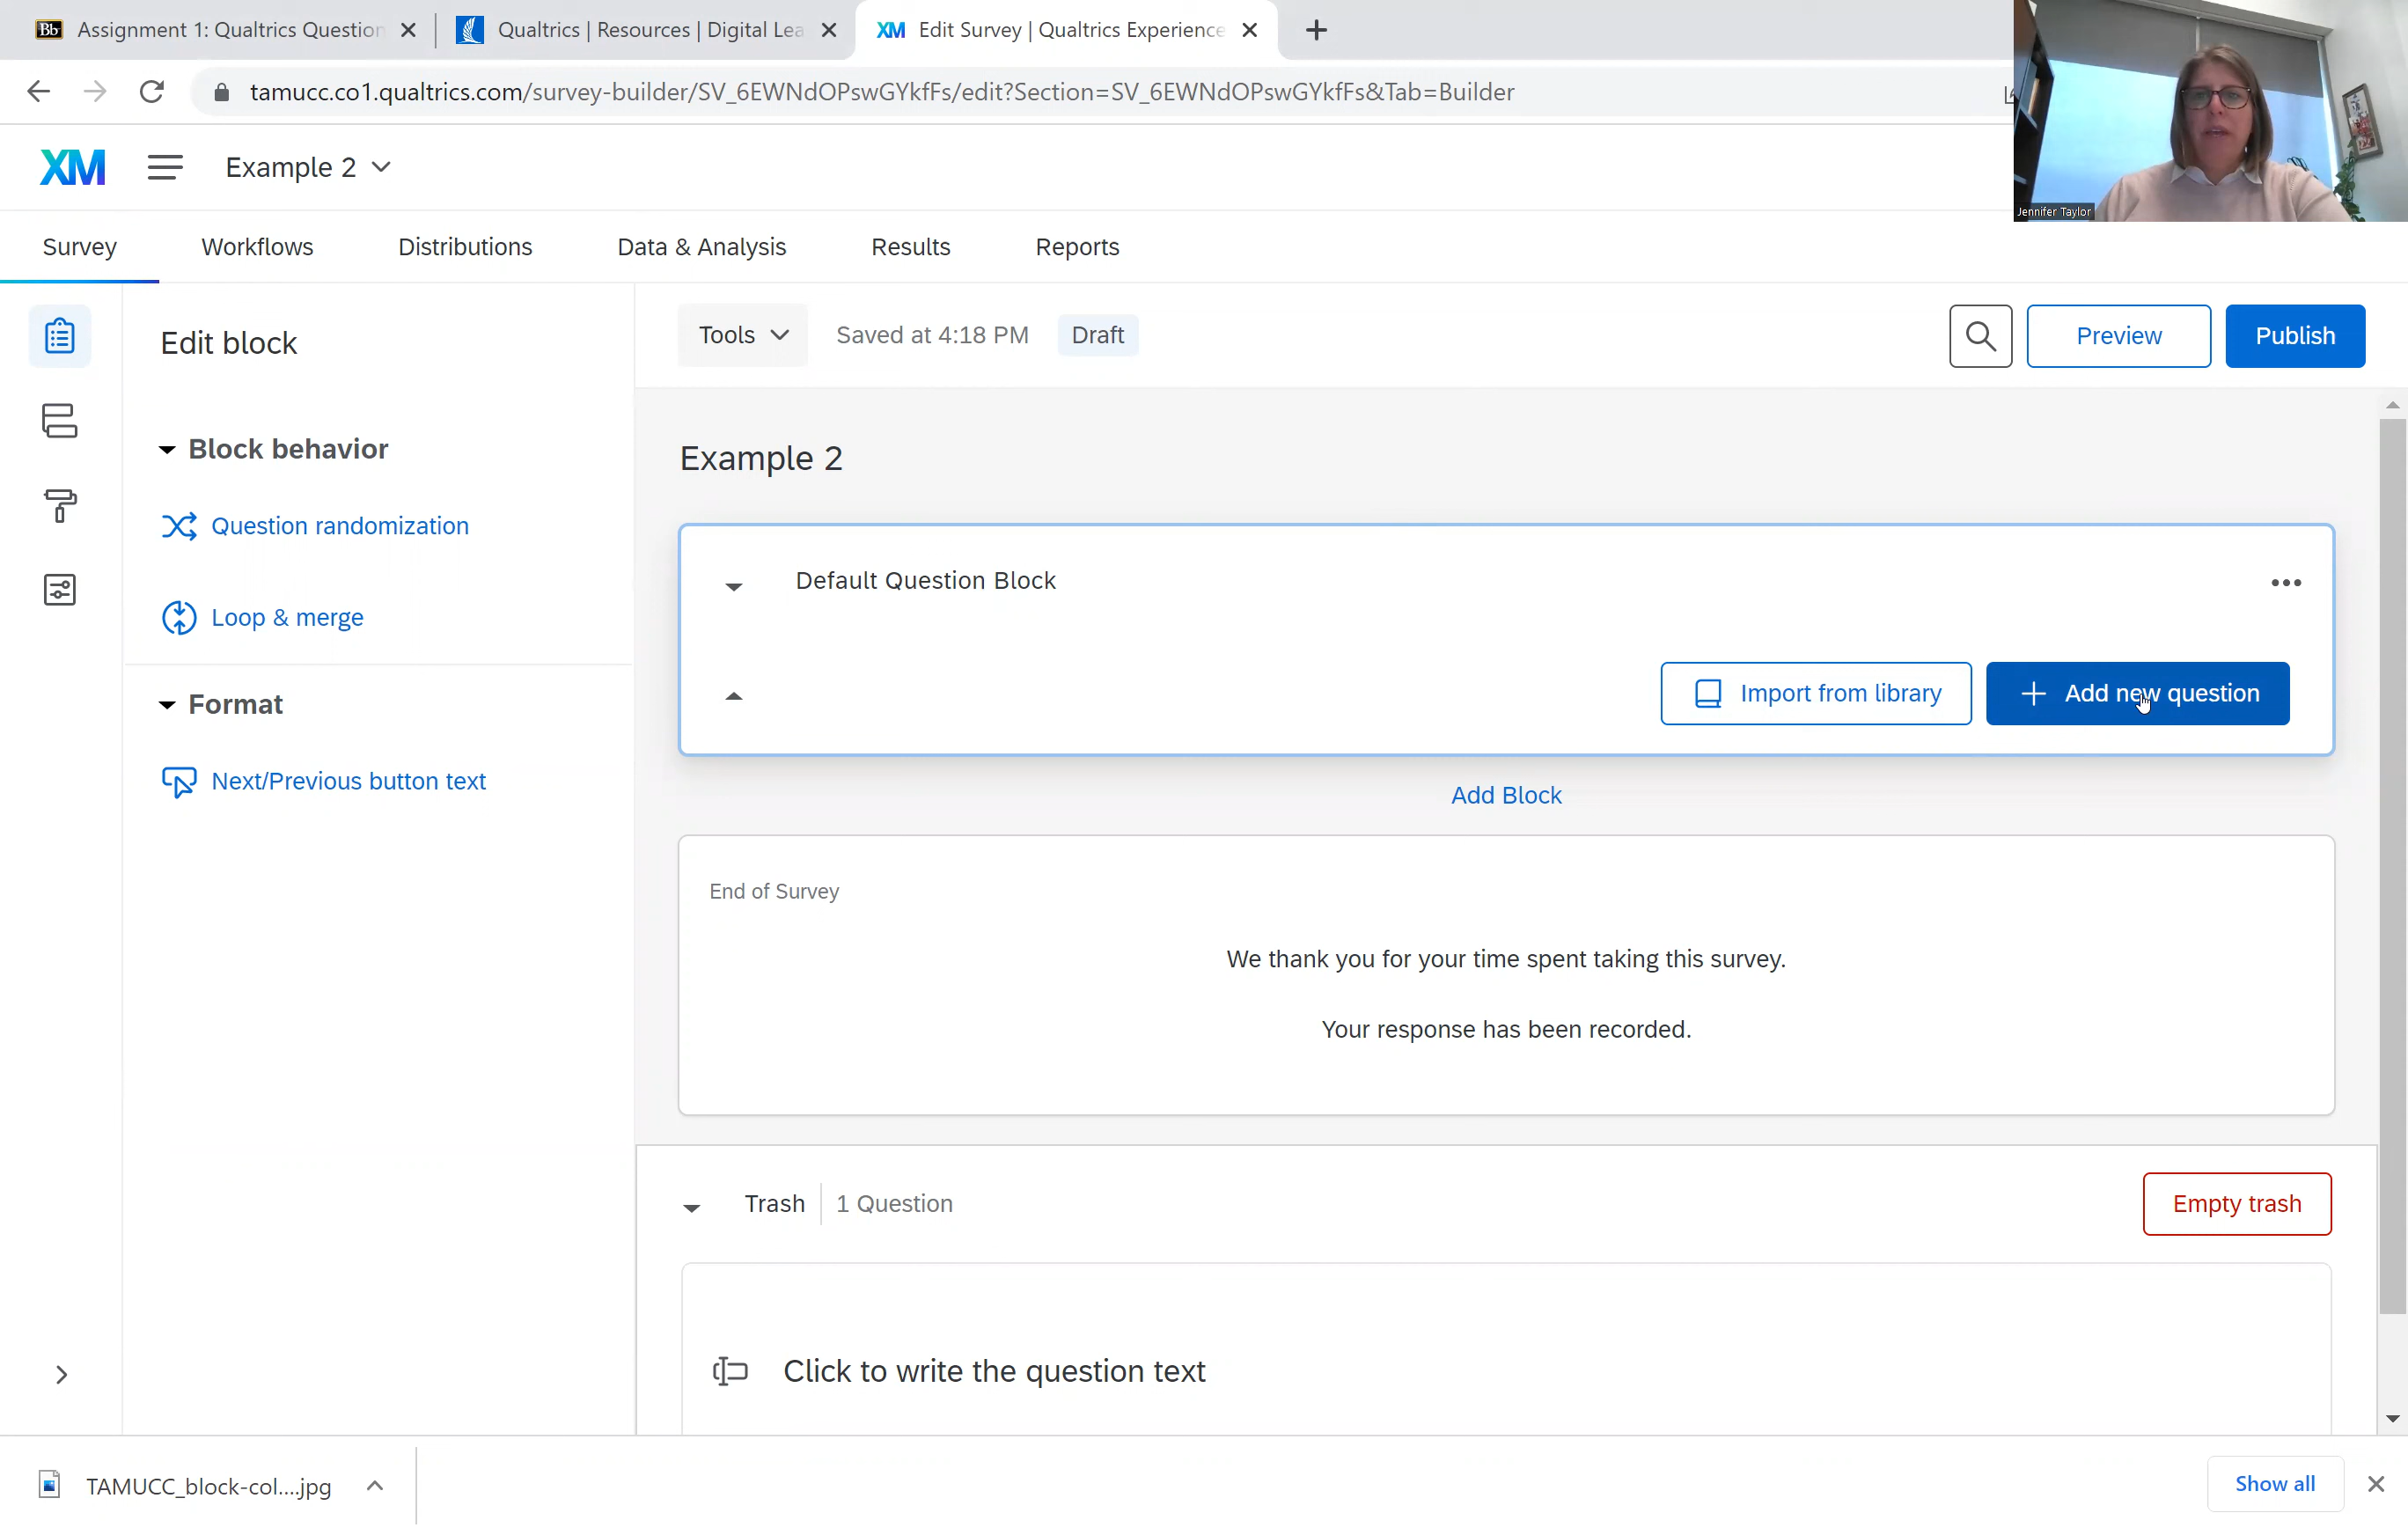 Bb Assignment 1: Qualtrics Question
Qualtrics | Resources | Digital Lea
XM Edit Survey | Qualtrics Experience
tamucc.co1.qualtrics.com/survey-builder/SV_6EWNdOPswGYkfFs/edit?Section=SV_6EWNdOPswGYkfFs&Tab=Builder
XM Example 2
Jennifer Taylor
Survey Workflows Distributions Data & Analysis Results Reports
Edit block
Tools Saved at 4:18 PM Draft Preview Publish
Block behavior
Question randomization
Loop & merge
Format
Next/Previous button text
Example 2
Default Question Block
Import from library + Add new question
Add Block
End of Survey
We thank you for your time spent taking this survey.
Your response has been recorded.
Trash 1 Question Empty trash
Click to write the question text
TAMUCC_block-col....jpg Show all